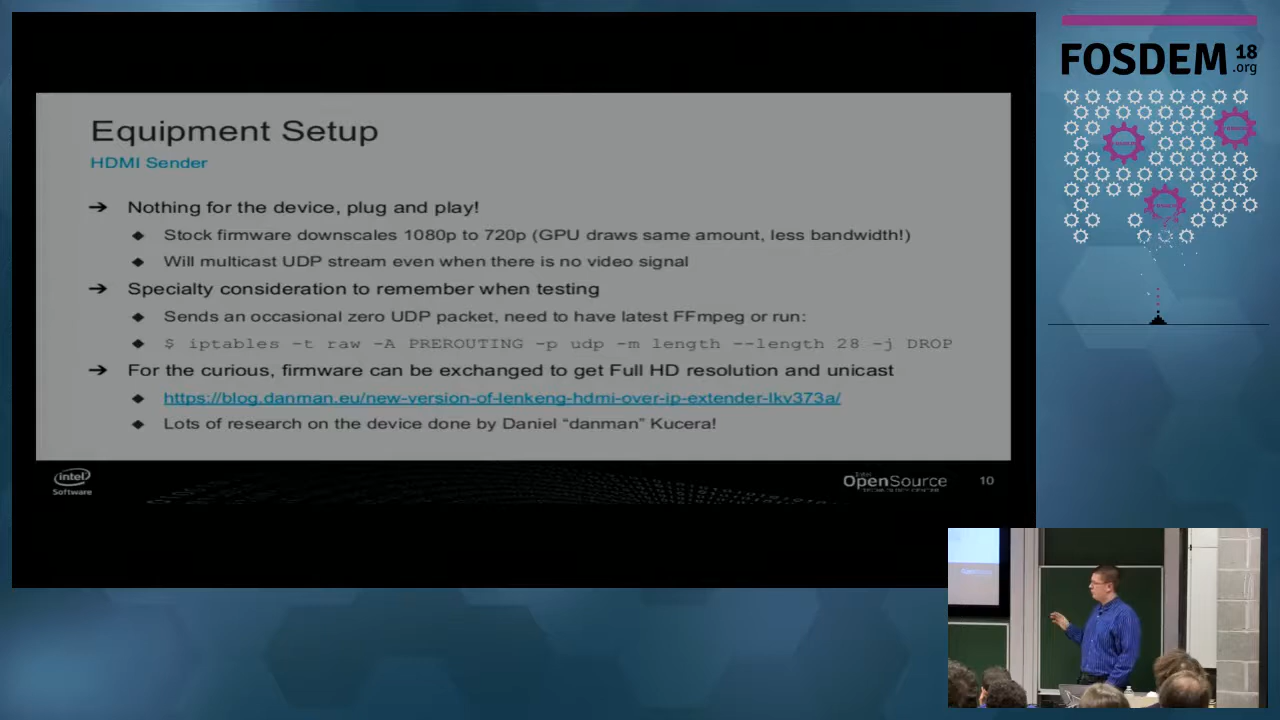 FOSDEM 18
.org
Equipment Setup
HDMI Sender
➔ Nothing for the device, plug and play!
◆ Stock firmware downscales 1080p to 720p (GPU draws same amount, less bandwidth!)
◆ Will multicast UDP stream even when there is no video signal
➔ Specialty consideration to remember when testing
◆ Sends an occasional zero UDP packet, need to have latest FFmpeg or run:
◆ $ iptables -t raw -A PREROUTING -p udp -m length --length 28 -j DROP
➔ For the curious, firmware can be exchanged to get Full HD resolution and unicast
◆ https://blog.danman.eu/new-version-of-lenkeng-hdmi-over-ip-extender-lkv373a/
◆ Lots of research on the device done by Daniel “danman” Kucera!
intel
Software
OpenSource
10